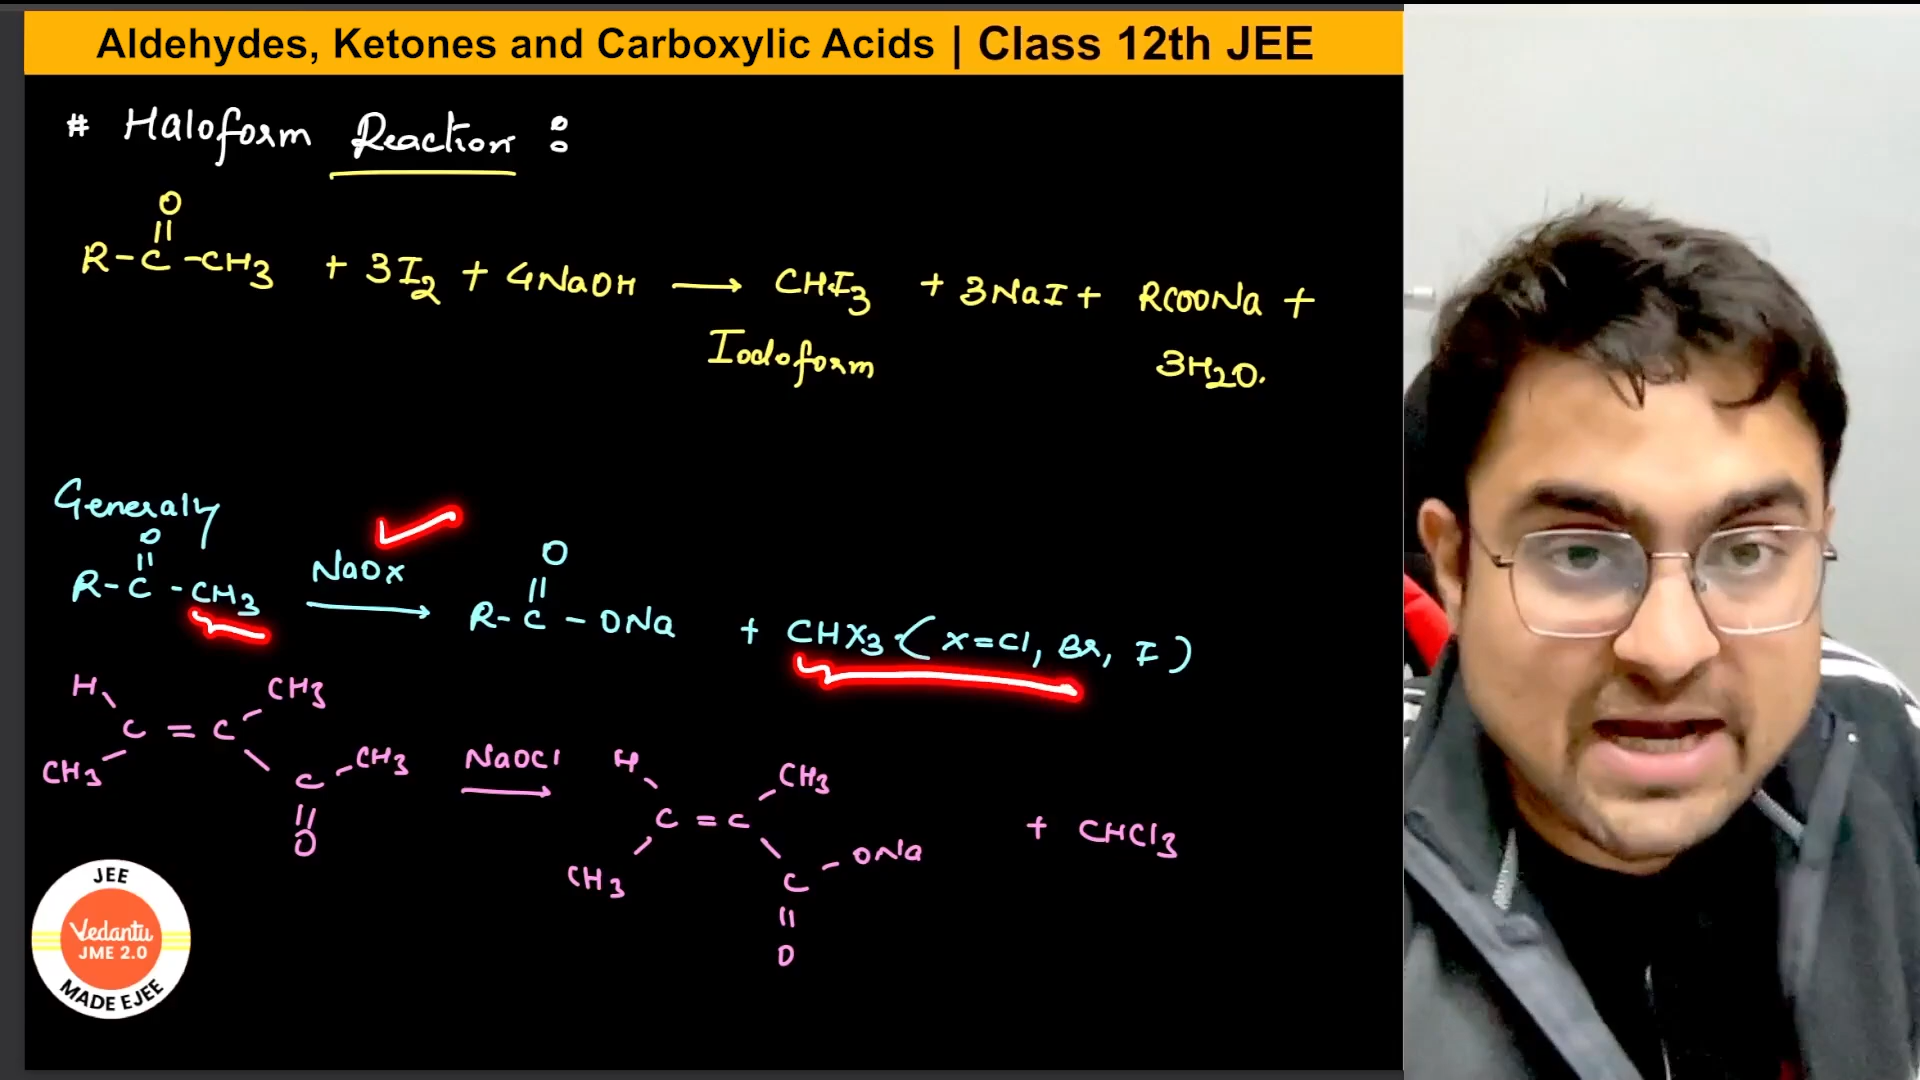 Aldehydes, Ketones and Carboxylic Acids | Class 12th JEE
# Haloform Reaction :
O
||
R-C-CH3 + 3I2 + 4NaOH → CHI3 + 3NaI + RCOONa +
Iodoform 3H2O.
Generaly
O
||
R-C-CH3 NaOX → R-C-ONa + CHX3 (X=Cl, Br, I)
O
||
H CH3
C = C
CH3 C CH3
||
O
NaOCl →
H CH3
C = C
CH3 C ONa
||
O
+ CHCl3
JEE
Vedantu
JME 2.0
MADE EJEE